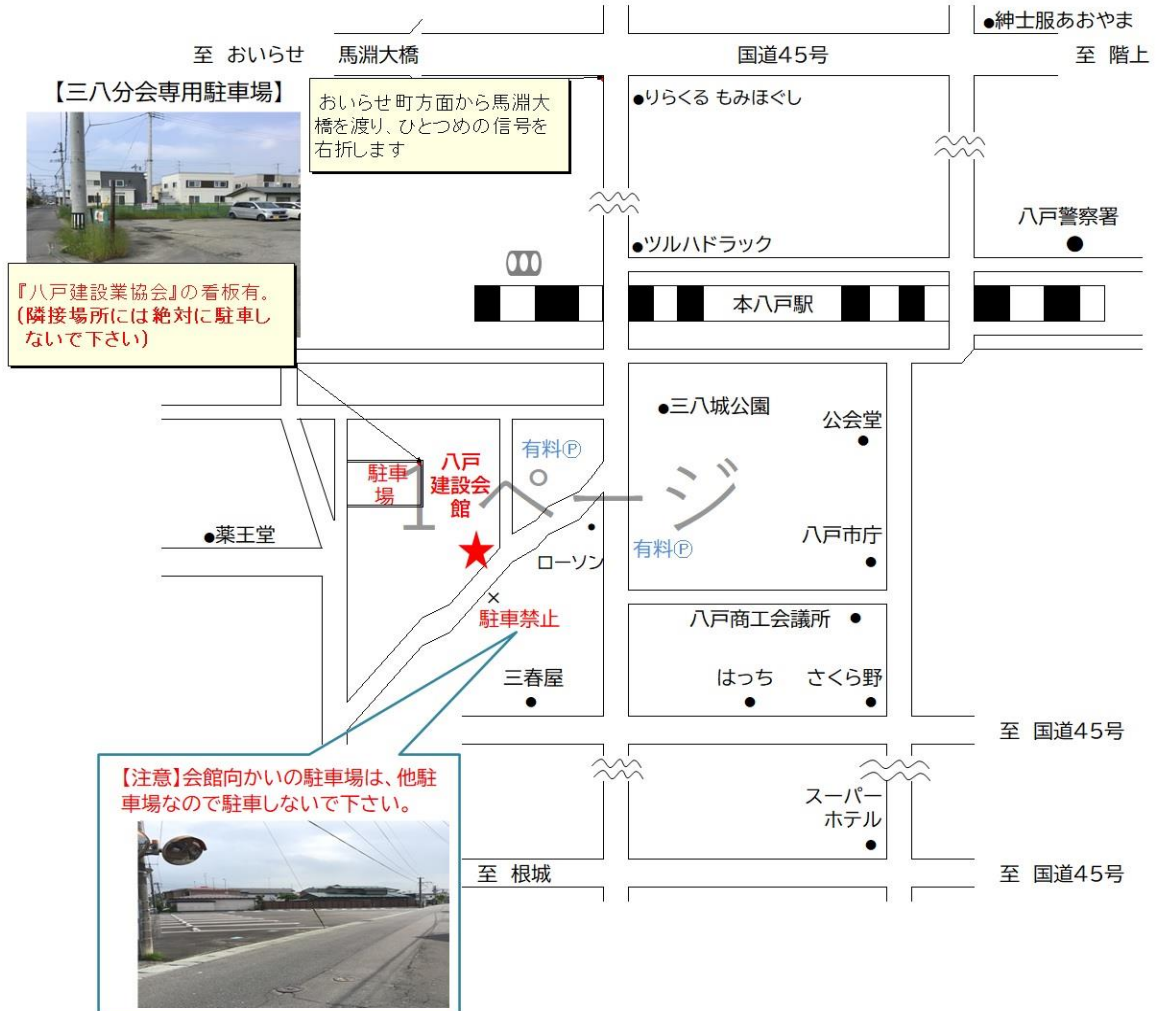 ●紳士服あおやま
至 おいらせ
馬淵大橋
国道45号
至 階上
【三八分会専用駐車場】
おいらせ町方面から馬淵大
橋を渡り、ひとつめの信号を
右折します
●りらくる もみほぐし
八戸警察署
●ツルハドラック
『八戸建設業協会』の看板有。
(隣接場所には絶対に駐車し
ないで下さい)
本八戸駅
●三八城公園
公会堂
有料Ⓟ
駐車
場
八戸
建設会
館
1 ページ
●薬王堂
ローソン
有料Ⓟ
八戸市庁
×
駐車禁止
八戸商工会議所
三春屋
はっち
さくら野
至 国道45号
【注意】会館向かいの駐車場は、他駐
車場なので駐車しないで下さい。
スーパー
ホテル
至 根城
至 国道45号